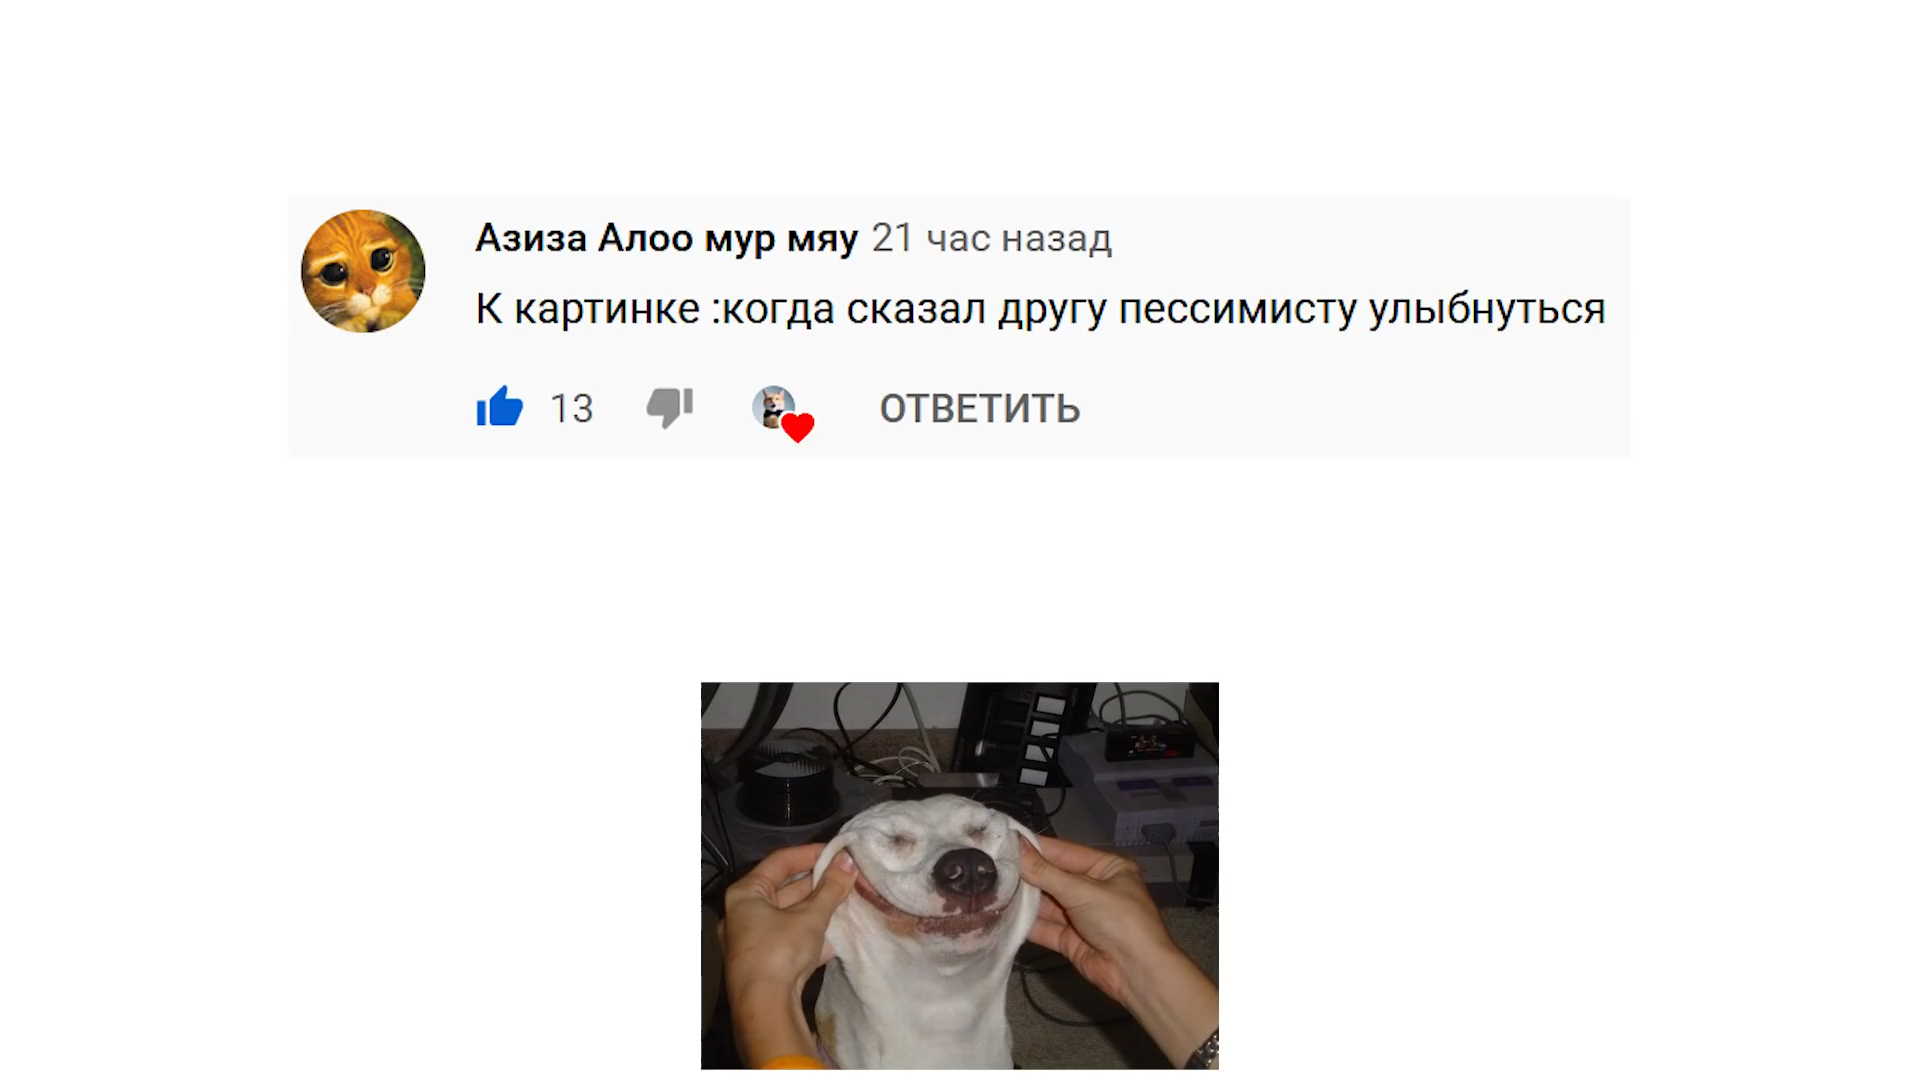 Азиза Алоо мур мяу 21 час назад
К картинке :когда сказал другу пессимисту улыбнуться
13 ОТВЕТИТЬ